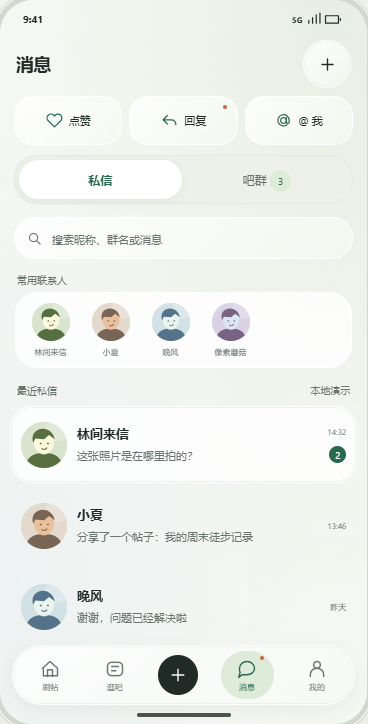 9:41
5G
消息
点赞
回复
@ 我
私信
吧群 3
搜索昵称、群名或消息
常用联系人
林间来信
小夏
晚风
像素蘑菇
最近私信
本地演示
林间来信
14:32
这张照片是在哪里拍的？
2
小夏
13:46
分享了一个帖子：我的周末徒步记录
晚风
昨天
谢谢，问题已经解决啦
刷帖
逛吧
消息
我的